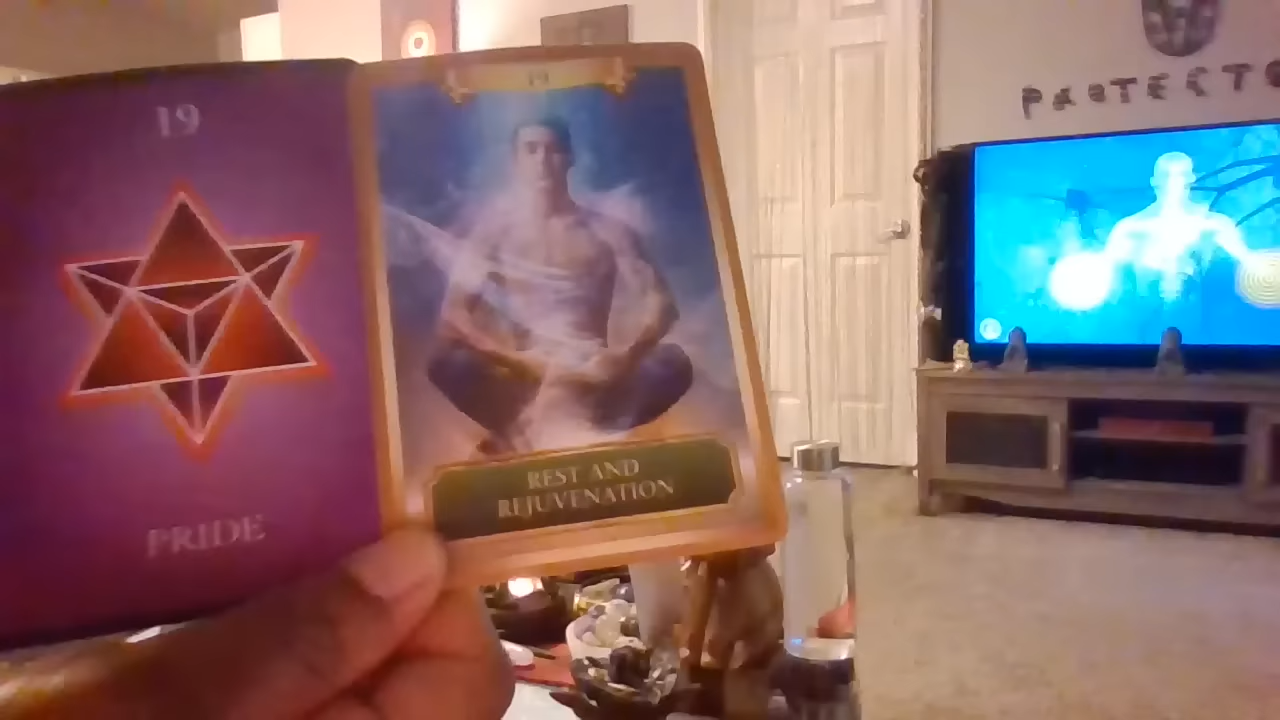 19
PRIDE
19
REST AND
REJUVENATION
PROTECTO